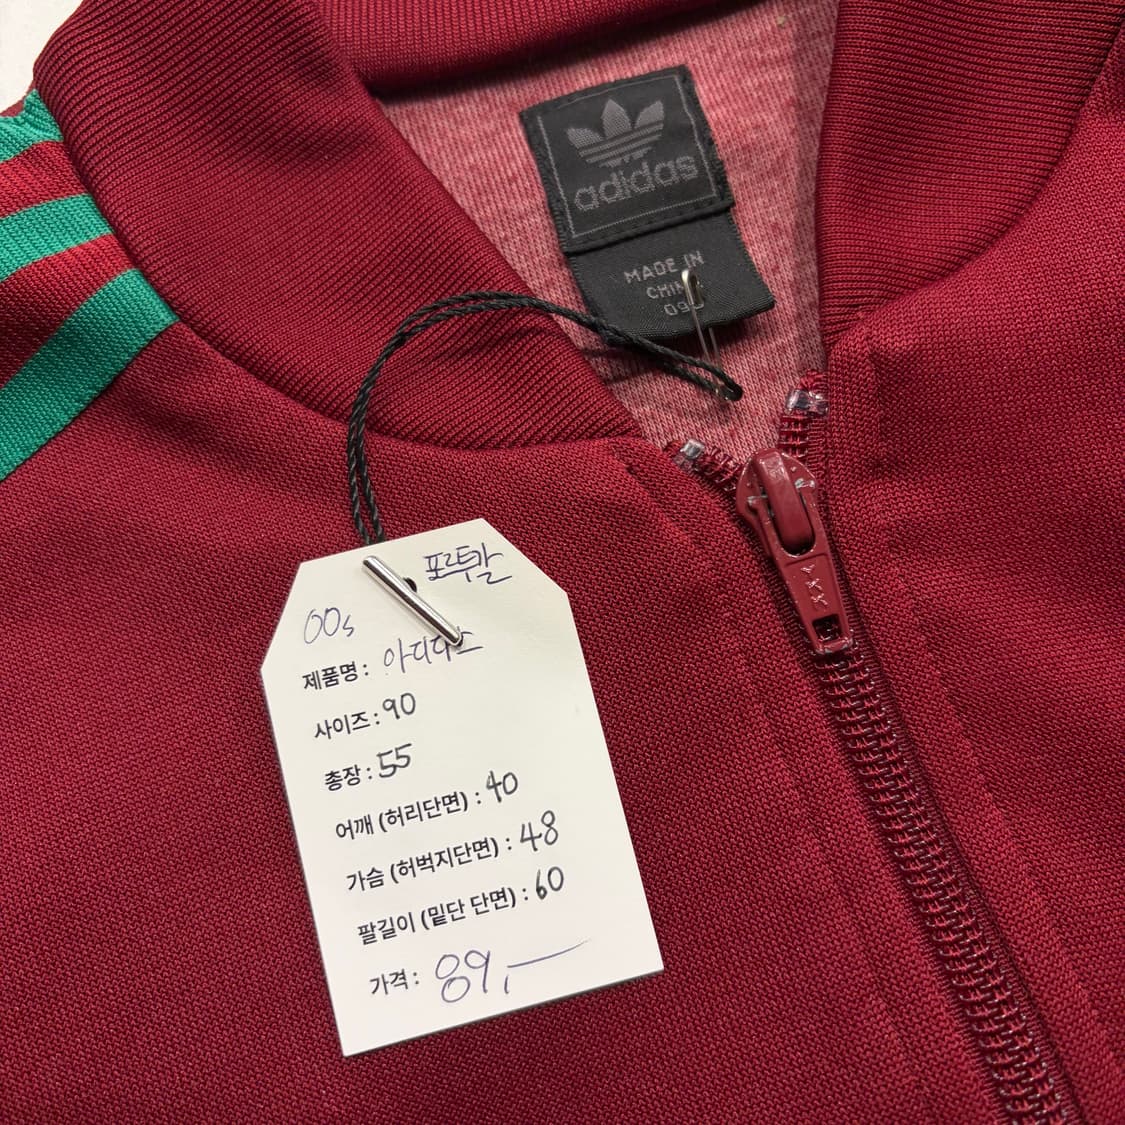 adidas
MADE IN
CHINA
YKK
포르투갈
00s
제품명: 아디다스
사이즈: 90
총장: 55
어깨 (허리단면) : 40
가슴 (허벅지단면) : 48
팔길이 (밑단 단면) : 60
가격: 89,—